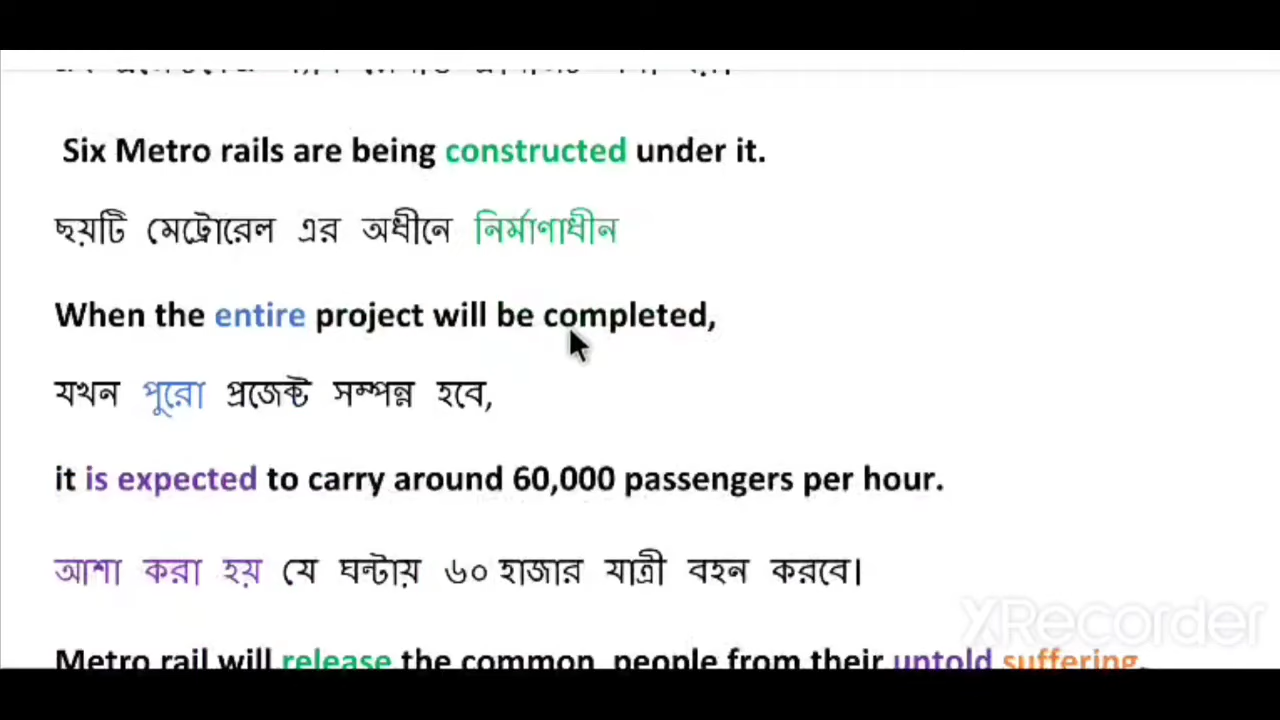 Six Metro rails are being constructed under it.
ছয়টি মেট্রোরেল এর অধীনে নির্মাণাধীন
When the entire project will be completed,
যখন পুরো প্রজেক্ট সম্পন্ন হবে,
it is expected to carry around 60,000 passengers per hour.
আশা করা হয় যে ঘন্টায় ৬০ হাজার যাত্রী বহন করবে।
XRecorder
Metro rail will release the common people from their untold suffering.